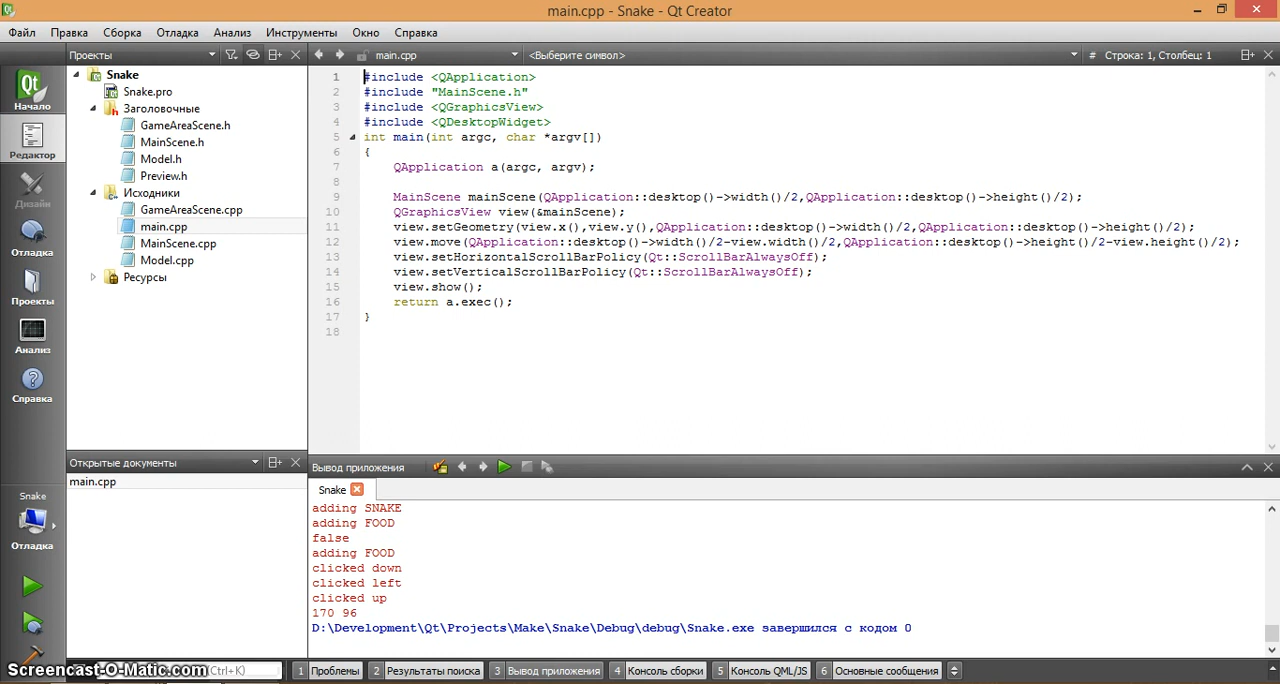 main.cpp - Snake - Qt Creator
Файл Правка Сборка Отладка Анализ Инструменты Окно Справка
Проекты
main.cpp
<Выберите символ>
# Строка: 1, Столбец: 1
Начало
Редактор
Дизайн
Отладка
Проекты
Анализ
Справка
Snake
Отладка
Snake
Snake.pro
Заголовочные
GameAreaScene.h
MainScene.h
Model.h
Preview.h
Исходники
GameAreaScene.cpp
main.cpp
MainScene.cpp
Model.cpp
Ресурсы
Открытые документы
main.cpp
1 #include <QApplication>
2 #include "MainScene.h"
3 #include <QGraphicsView>
4 #include <QDesktopWidget>
5 int main(int argc, char *argv[])
6 {
7 QApplication a(argc, argv);
8
9 MainScene mainScene(QApplication::desktop()->width()/2,QApplication::desktop()->height()/2);
10 QGraphicsView view(&mainScene);
11 view.setGeometry(view.x(),view.y(),QApplication::desktop()->width()/2,QApplication::desktop()->height()/2);
12 view.move(QApplication::desktop()->width()/2-view.width()/2,QApplication::desktop()->height()/2-view.height()/2);
13 view.setHorizontalScrollBarPolicy(Qt::ScrollBarAlwaysOff);
14 view.setVerticalScrollBarPolicy(Qt::ScrollBarAlwaysOff);
15 view.show();
16 return a.exec();
17 }
18
Вывод приложения
Snake
adding SNAKE
adding FOOD
false
adding FOOD
clicked down
clicked left
clicked up
170 96
D:\Development\Qt\Projects\Make\Snake\Debug\debug\Snake.exe завершился с кодом 0
Screencast-O-Matic.com
Ctrl+K)
1 Проблемы 2 Результаты поиска 3 Вывод приложения 4 Консоль сборки 5 Консоль QML/JS 6 Основные сообщения